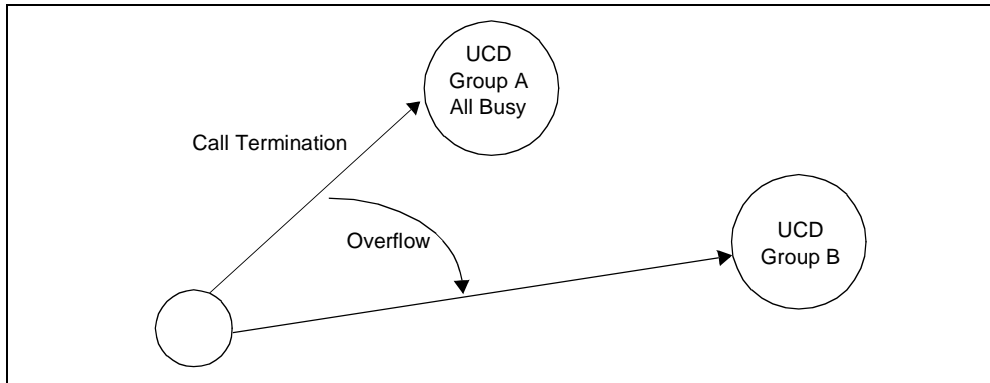 UCD
Group A
All Busy
Call Termination
UCD
Group B
Overflow